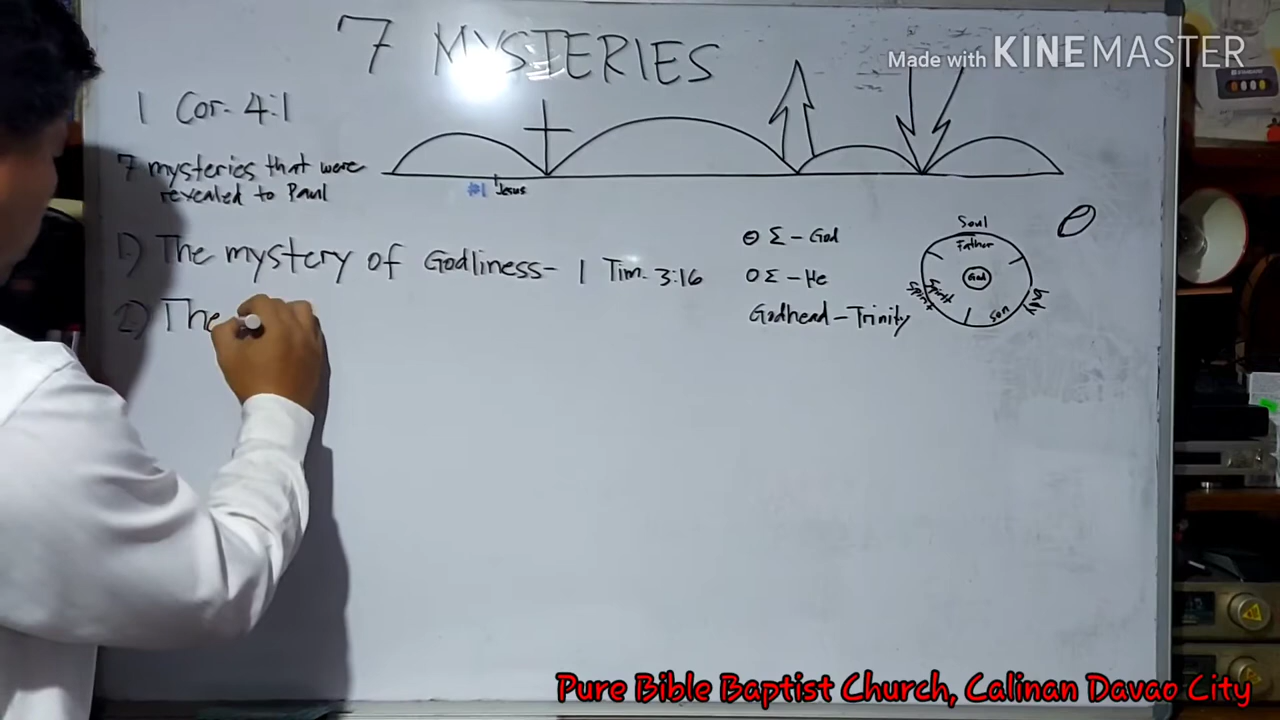 7 MYSTERIES
Made with KINEMASTER
1 Cor. 4:1
7 mysteries that were
revealed to Paul
#1 Jesus
1.) The mystery of Godliness - 1 Tim. 3:16
2.) The
Θ Σ - God
Ο Σ - He
Godhead - Trinity
Soul
Father
God
Spirit
Son
Pure Bible Baptist Church, Calinan Davao City